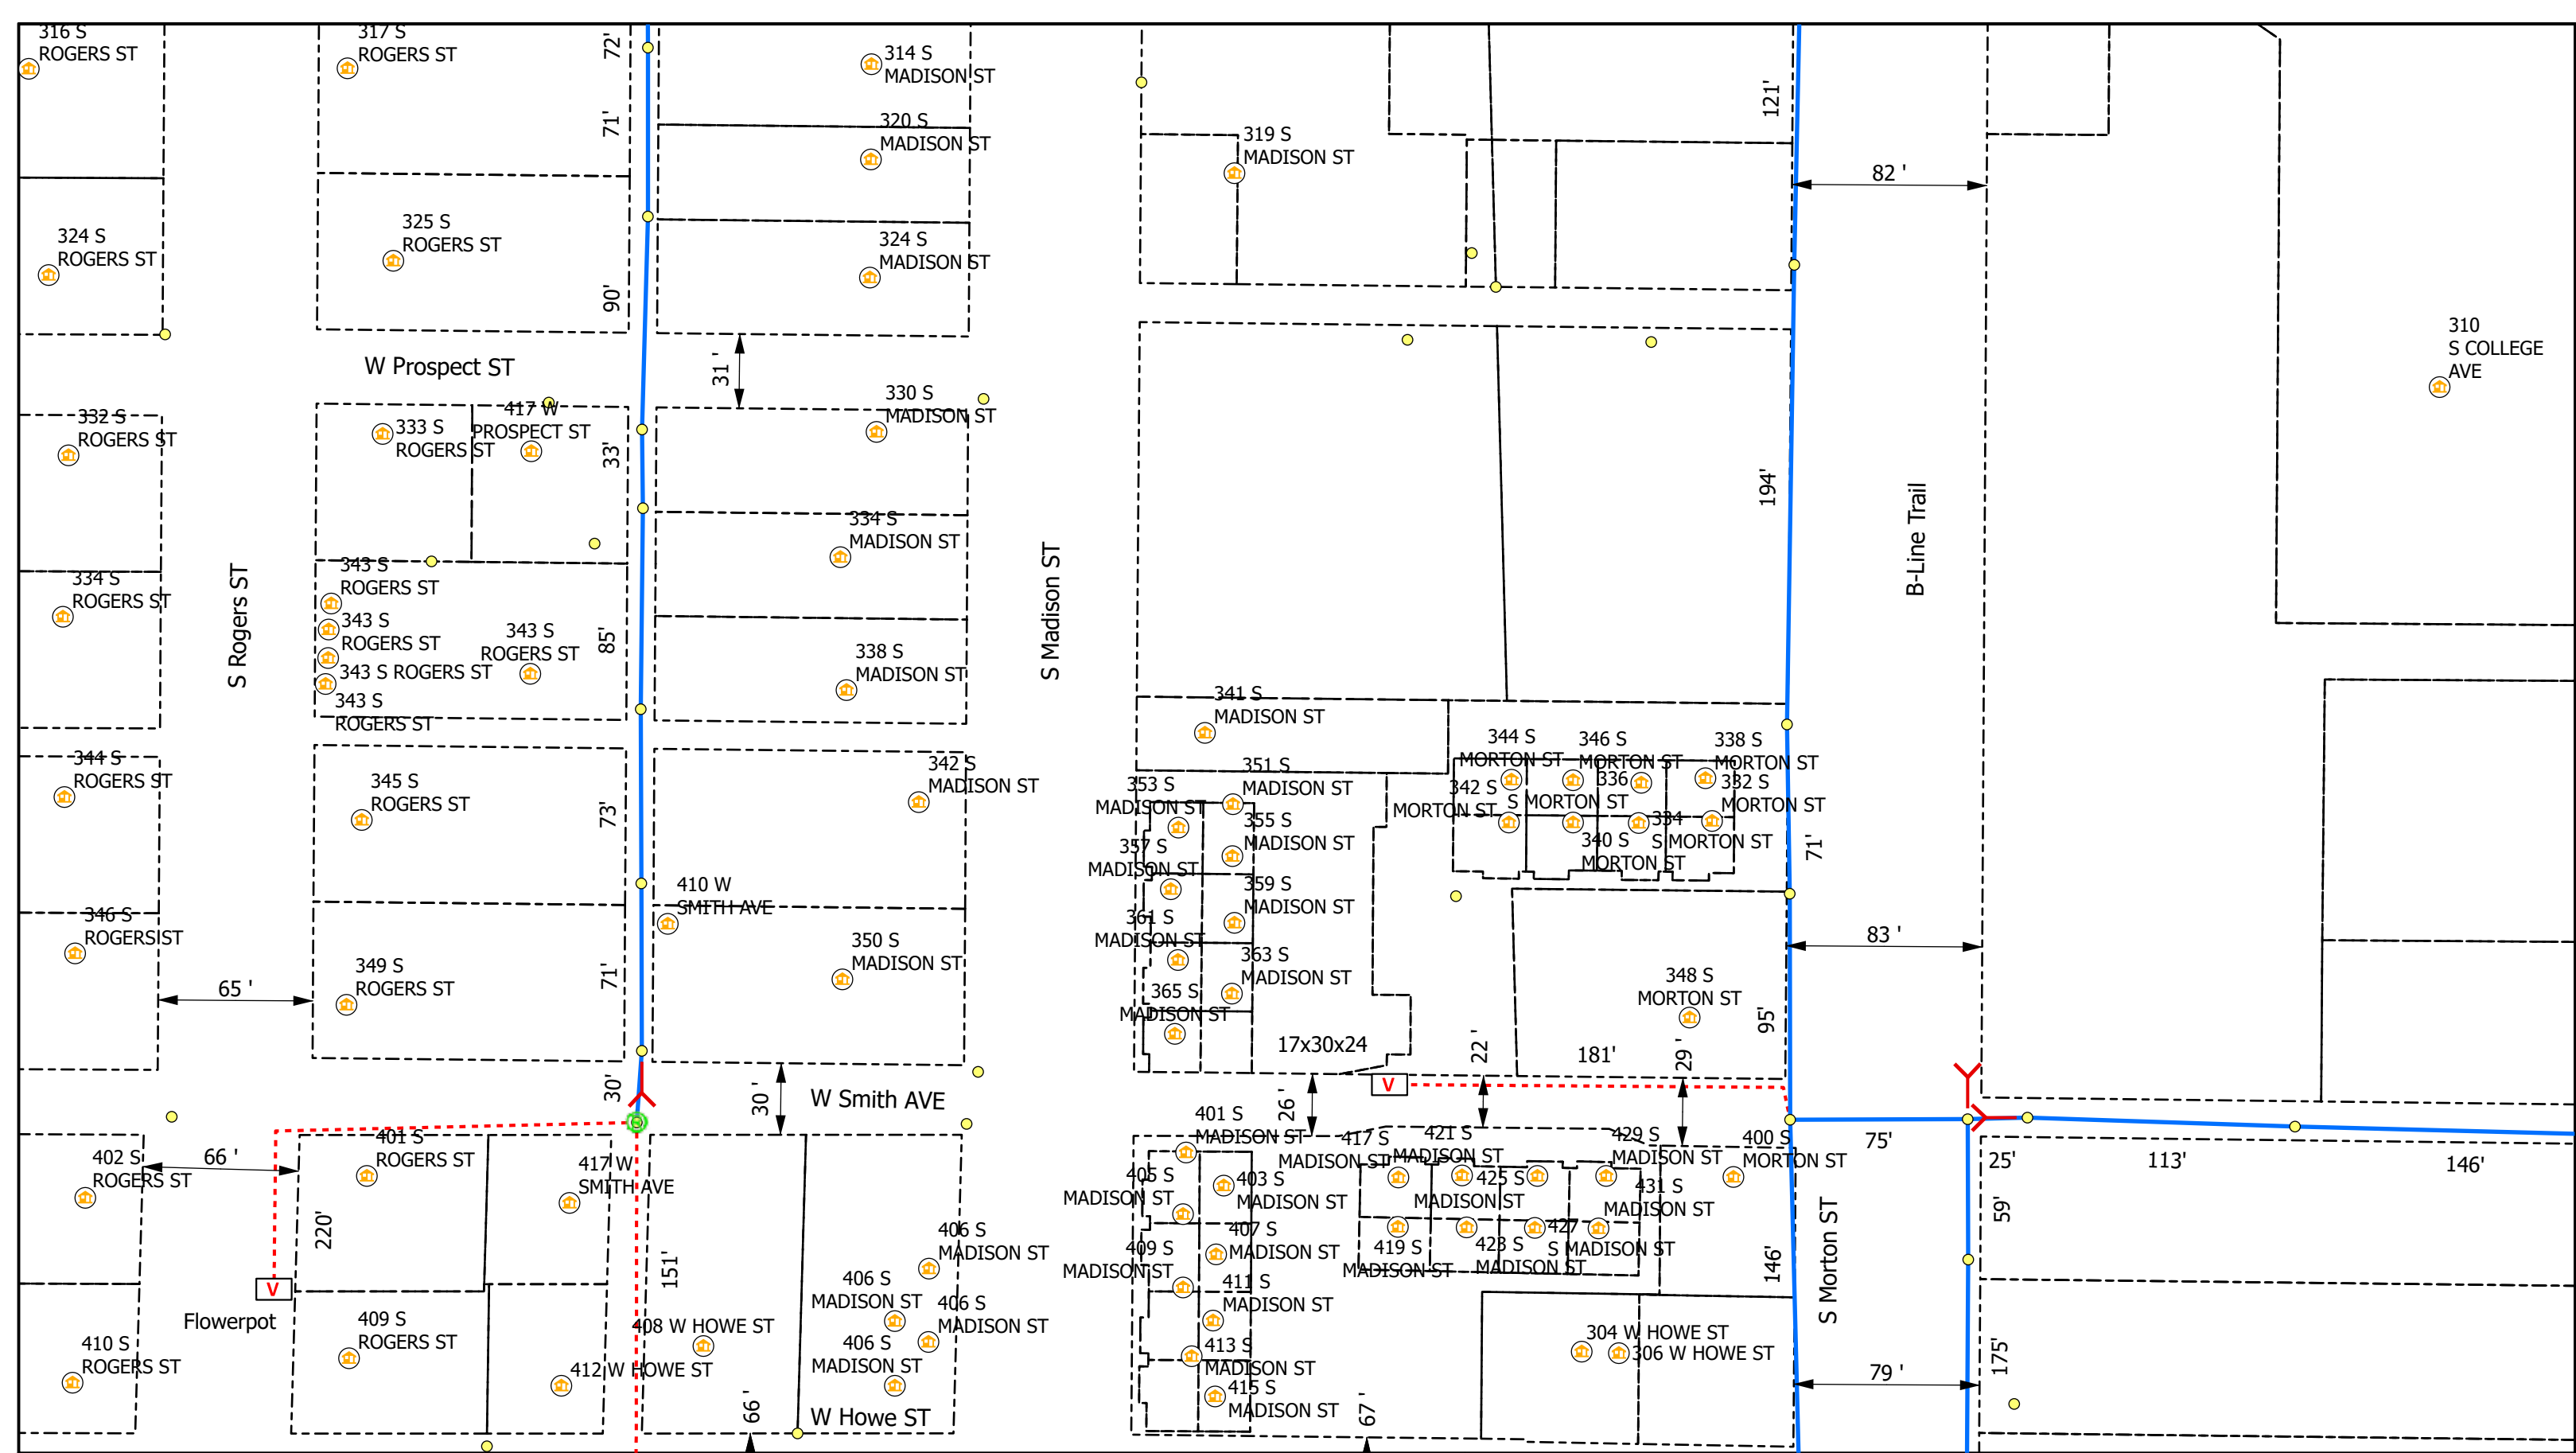 316 S
ROGERS ST
317 S
ROGERS ST
72'
314 S
MADISON ST
121'
71'
320 S
MADISON ST
319 S
MADISON ST
82 '
324 S
ROGERS ST
325 S
ROGERS ST
90'
324 S
MADISON ST
310
S COLLEGE
AVE
W Prospect ST
31 '
332 S
ROGERS ST
333 S
ROGERS ST
417 W
PROSPECT ST
33'
330 S
MADISON ST
194'
B-Line Trail
334 S
MADISON ST
334 S
ROGERS ST
S Rogers ST
343 S
ROGERS ST
343 S
ROGERS ST
343 S ROGERS ST
343 S
ROGERS ST
343 S
ROGERS ST
85'
338 S
MADISON ST
S Madison ST
341 S
MADISON ST
344 S
MORTON ST
346 S
MORTON ST
338 S
MORTON ST
344 S
ROGERS ST
345 S
ROGERS ST
73'
342 S
MADISON ST
353 S
MADISON ST
351 S
MADISON ST
342 S
MORTON ST
336
S MORTON ST
332 S
MORTON ST
355 S
MADISON ST
340 S
MORTON ST
334
S MORTON ST
71'
357 S
MADISON ST
359 S
MADISON ST
346 S
ROGERS ST
410 W
SMITH AVE
361 S
MADISON ST
83 '
349 S
ROGERS ST
71'
350 S
MADISON ST
363 S
MADISON ST
65 '
365 S
MADISON ST
348 S
MORTON ST
95'
17x30x24
22 '
181'
29 '
V
30'
30 '
W Smith AVE
26 '
401 S
MADISON ST
417 S
MADISON ST
421 S
MADISON ST
429 S
MADISON ST
400 S
MORTON ST
75'
25'
113'
146'
402 S
ROGERS ST
66 '
401 S
ROGERS ST
417 W
SMITH AVE
405 S
MADISON ST
403 S
MADISON ST
425 S
MADISON ST
431 S
MADISON ST
59'
220'
151'
406 S
MADISON ST
407 S
MADISON ST
409 S
MADISON ST
419 S
MADISON ST
423 S
MADISON ST
427
S MADISON ST
146'
S Morton ST
V
Flowerpot
406 S
MADISON ST
406 S
MADISON ST
406 S
MADISON ST
411 S
MADISON ST
410 S
ROGERS ST
409 S
ROGERS ST
412 W HOWE ST
408 W HOWE ST
413 S
MADISON ST
415 S
MADISON ST
304 W HOWE ST
306 W HOWE ST
79 '
175'
66 '
W Howe ST
67 '